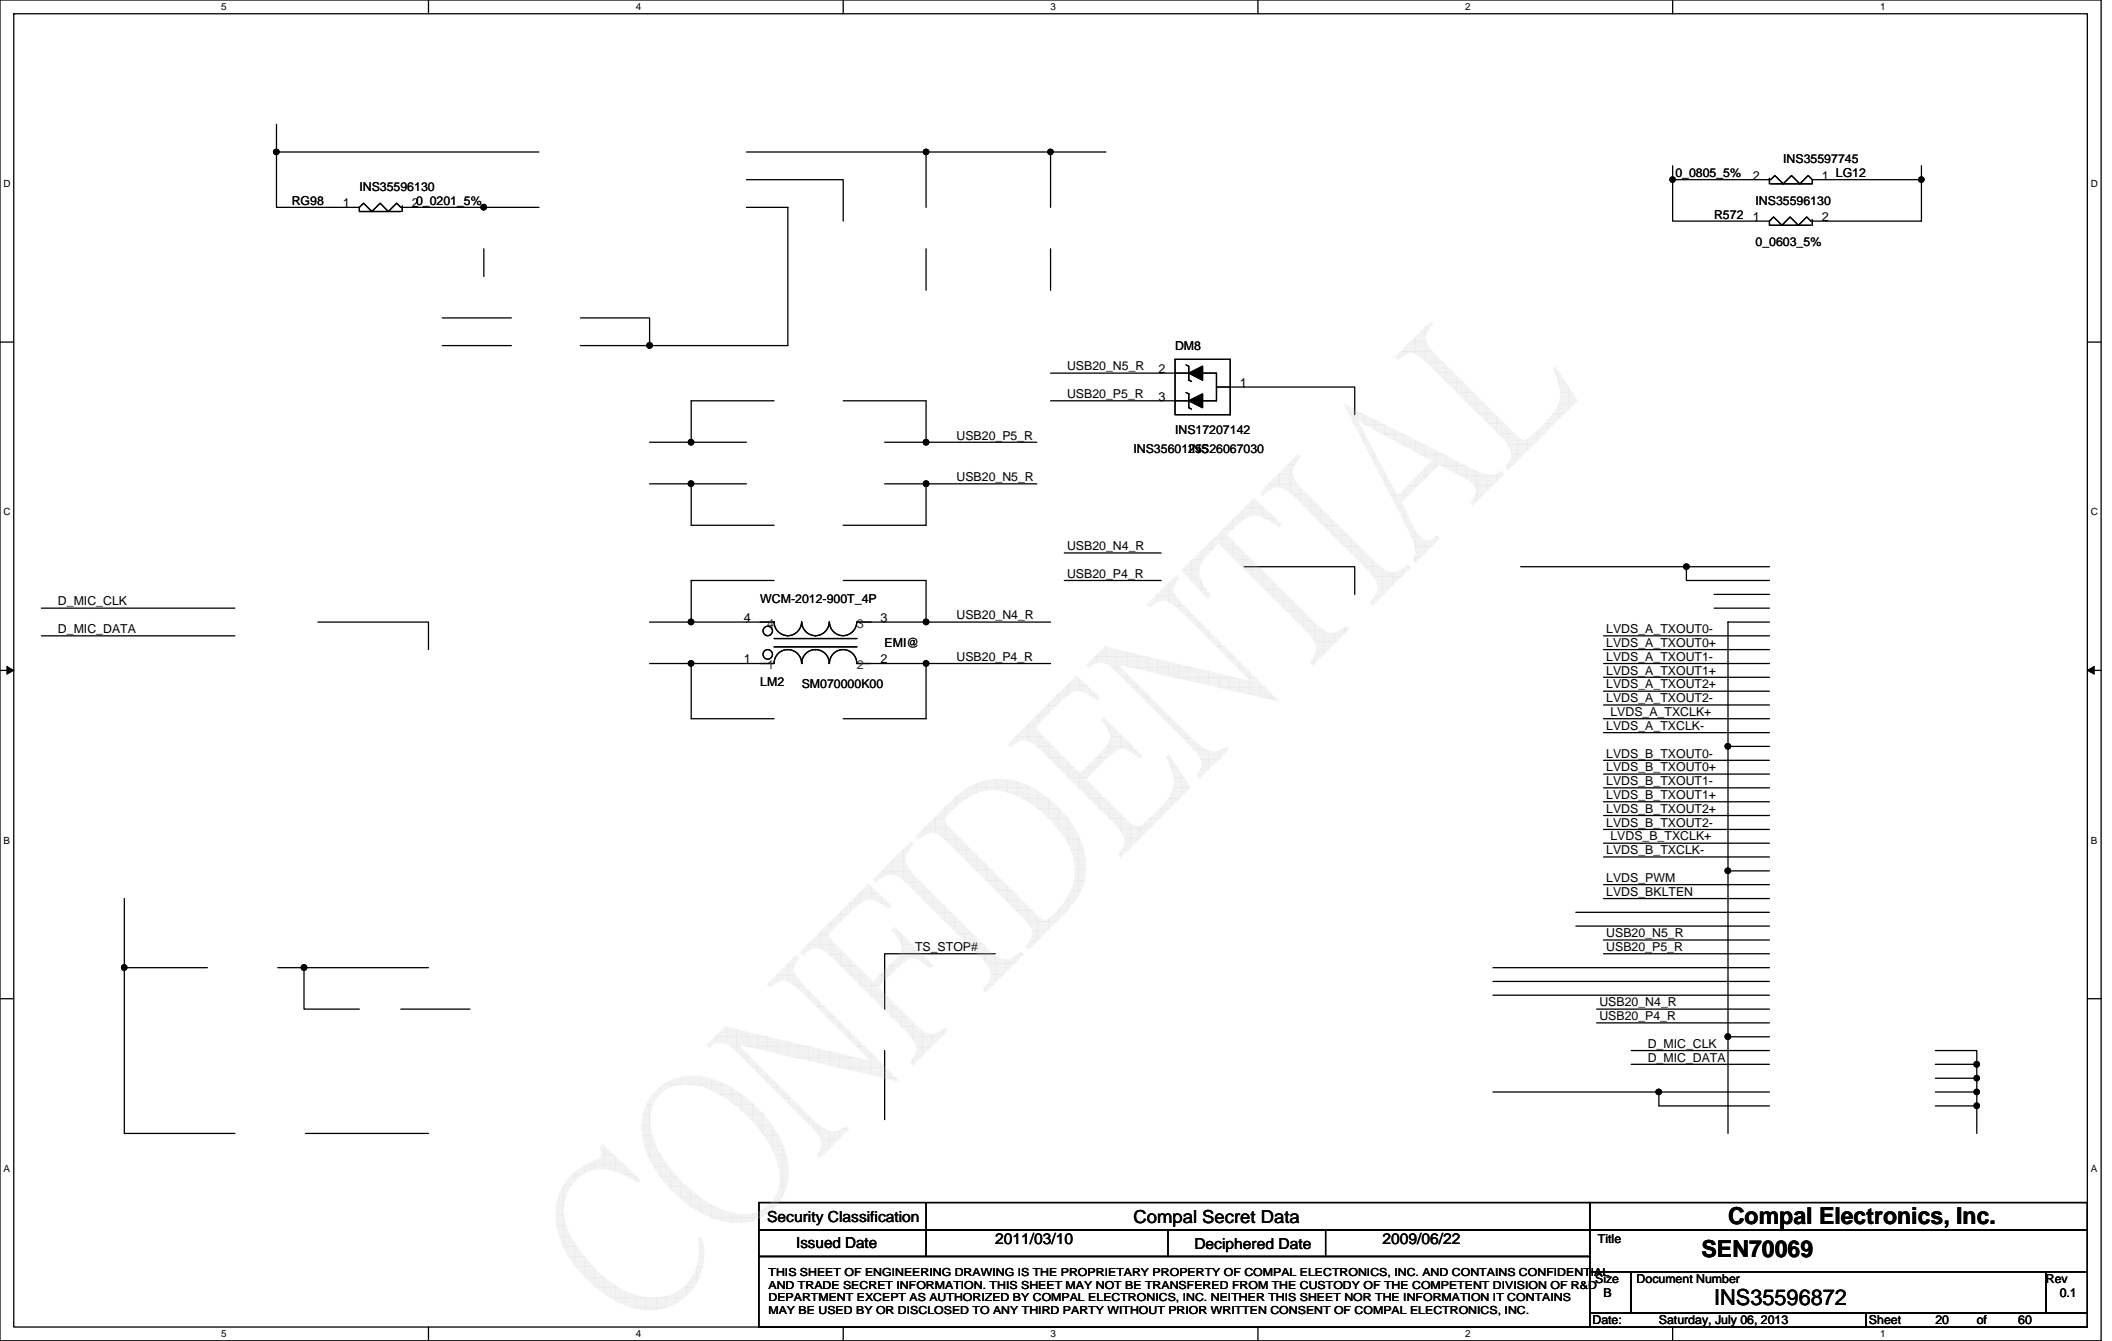 5 4 3 2 1
D D
C C
B B
A A
INS35596130
RG98 1 2 0_0201_5%
INS35597745
0_0805_5% 2 1 LG12
INS35596130
R572 1 2
0_0603_5%
DM8
USB20_N5_R 2
1
USB20_P5_R 3
INS17207142
INS26067030
USB20_P5_R
USB20_N5_R
USB20_N4_R
USB20_P4_R
D_MIC_CLK
D_MIC_DATA
WCM-2012-900T_4P
4 4 3 3 USB20_N4_R
EMI@
1 1 2 2 USB20_P4_R
LM2 SM070000K00
LVDS_A_TXOUT0-
LVDS_A_TXOUT0+
LVDS_A_TXOUT1-
LVDS_A_TXOUT1+
LVDS_A_TXOUT2+
LVDS_A_TXOUT2-
LVDS_A_TXCLK+
LVDS_A_TXCLK-
LVDS_B_TXOUT0-
LVDS_B_TXOUT0+
LVDS_B_TXOUT1-
LVDS_B_TXOUT1+
LVDS_B_TXOUT2+
LVDS_B_TXOUT2-
LVDS_B_TXCLK+
LVDS_B_TXCLK-
LVDS_PWM
LVDS_BKLTEN
USB20_N5_R
USB20_P5_R
USB20_N4_R
USB20_P4_R
D_MIC_CLK
D_MIC_DATA
TS_STOP#
CONFIDENTIAL
Security Classification Compal Secret Data
Issued Date 2011/03/10 Deciphered Date 2009/06/22
THIS SHEET OF ENGINEERING DRAWING IS THE PROPRIETARY PROPERTY OF COMPAL ELECTRONICS, INC. AND CONTAINS CONFIDENTIAL
AND TRADE SECRET INFORMATION. THIS SHEET MAY NOT BE TRANSFERED FROM THE CUSTODY OF THE COMPETENT DIVISION OF R&D
DEPARTMENT EXCEPT AS AUTHORIZED BY COMPAL ELECTRONICS, INC. NEITHER THIS SHEET NOR THE INFORMATION IT CONTAINS
MAY BE USED BY OR DISCLOSED TO ANY THIRD PARTY WITHOUT PRIOR WRITTEN CONSENT OF COMPAL ELECTRONICS, INC.
Compal Electronics, Inc.
Title
SEN70069
Size Document Number Rev
B INS35596872 0.1
Date: Saturday, July 06, 2013 Sheet 20 of 60
5 4 3 2 1